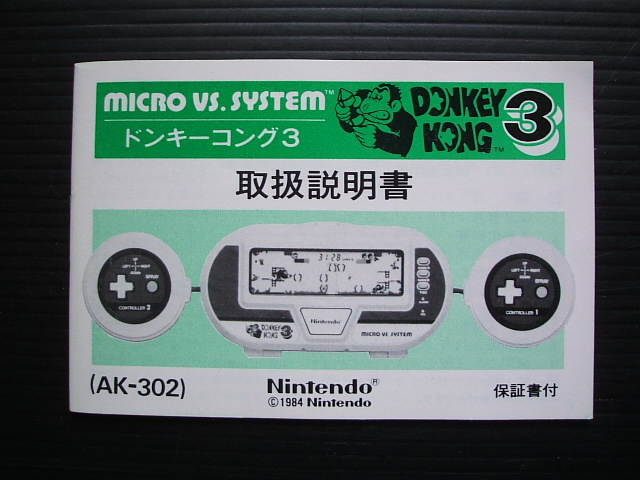 MICRO VS. SYSTEM™
ドンキーコング3
DONKEY KONG 3™
取扱説明書
UP
LEFT RIGHT
DOWN
SPRAY
CONTROLLER 2
31:28
Nintendo
DONKEY KONG 3
MICRO VS. SYSTEM
UP
LEFT RIGHT
DOWN
SPRAY
CONTROLLER 1
(AK-302)
Nintendo®
©1984 Nintendo
保証書付